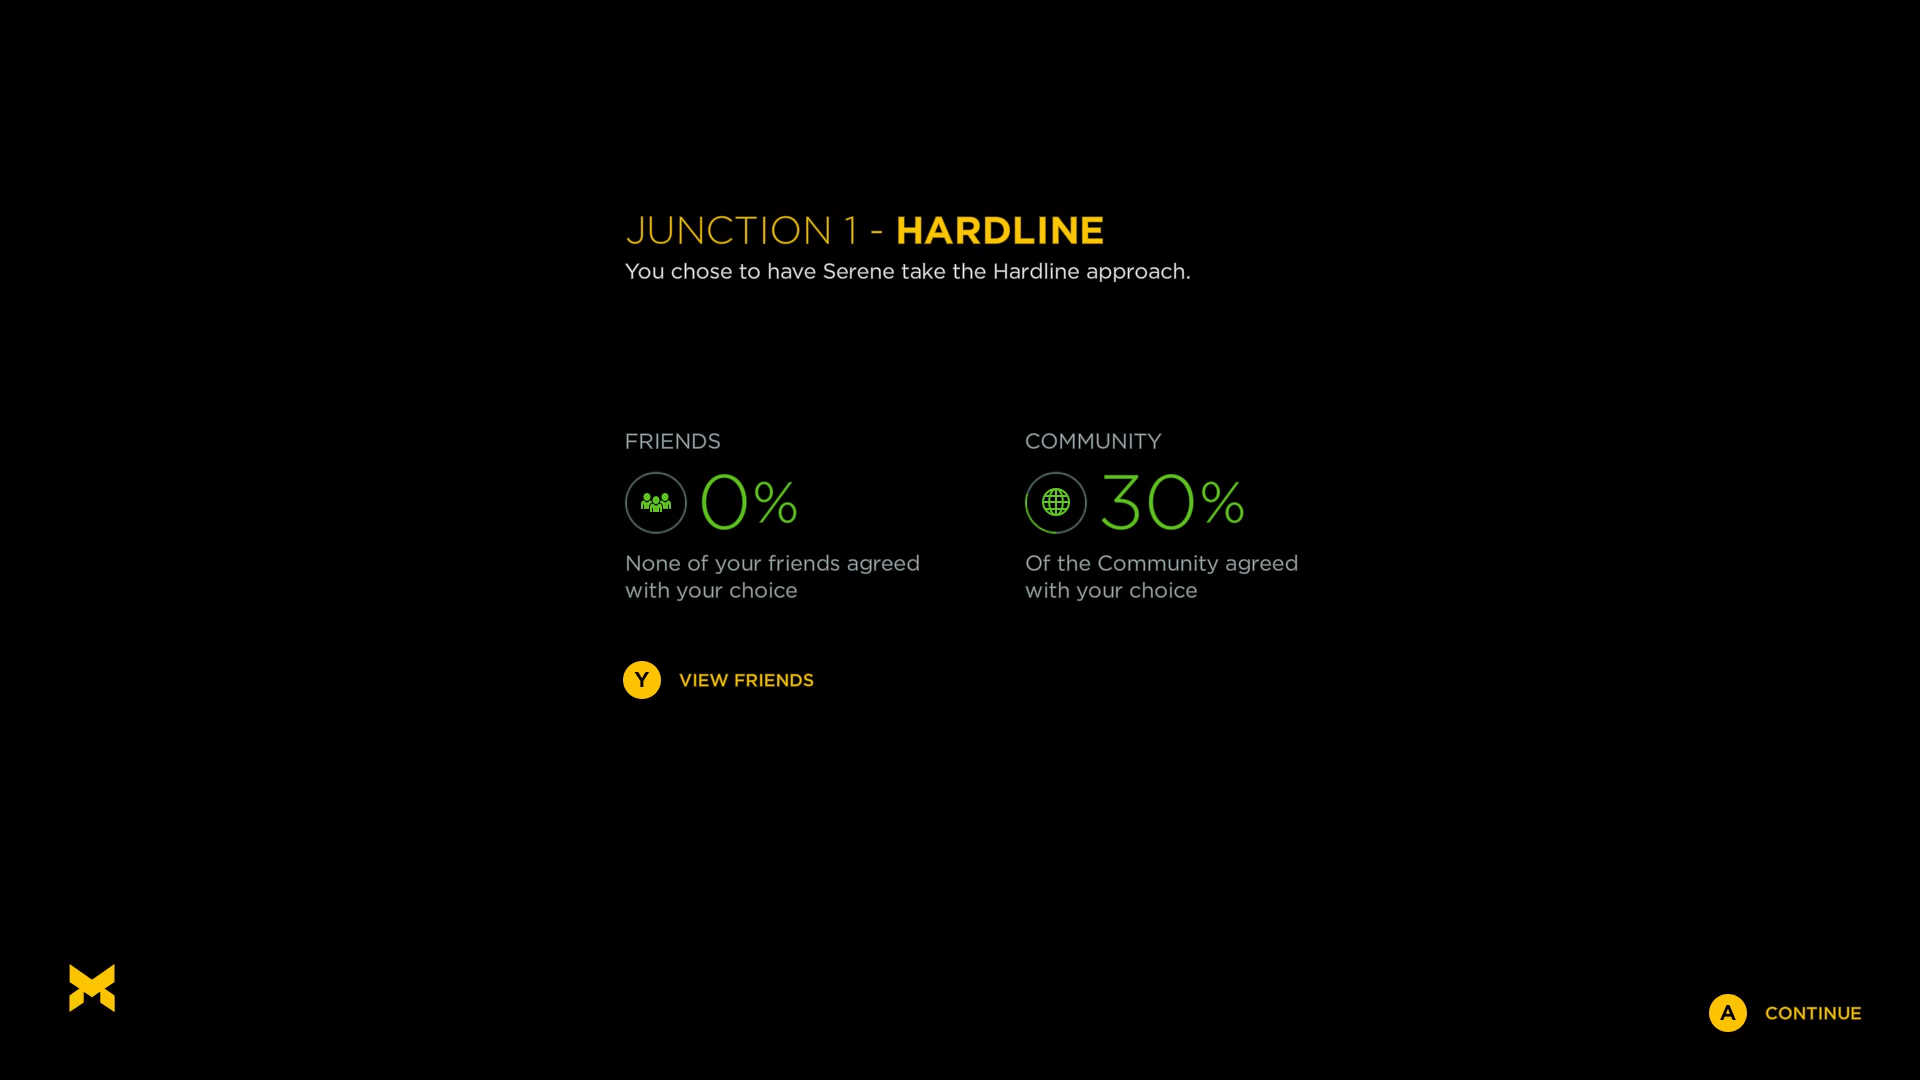 JUNCTION 1 - HARDLINE
You chose to have Serene take the Hardline approach.
FRIENDS
0%
None of your friends agreed
with your choice
COMMUNITY
30%
Of the Community agreed
with your choice
Y VIEW FRIENDS
A CONTINUE